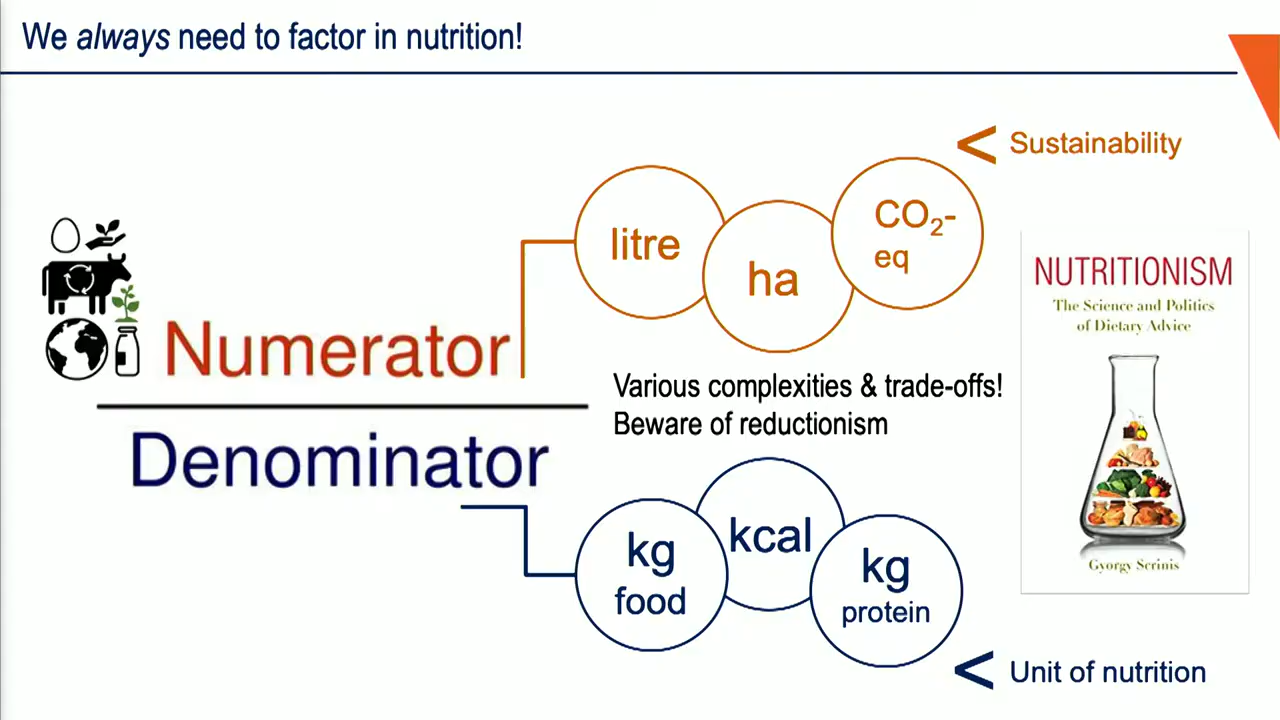 We always need to factor in nutrition!
< Sustainability
litre
ha
CO₂-
eq
Numerator
Denominator
Various complexities & trade-offs!
Beware of reductionism
kg
food
kcal
kg
protein
< Unit of nutrition
NUTRITIONISM
The Science and Politics
of Dietary Advice
Gyorgy Scrinis